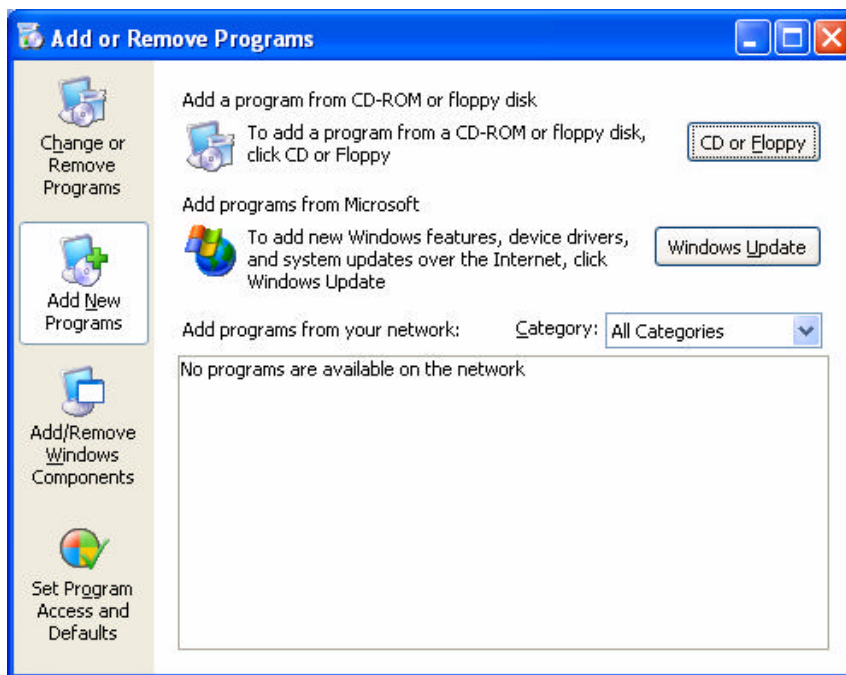 Add or Remove Programs
Change or
Remove
Programs
Add New
Programs
Add/Remove
Windows
Components
Set Program
Access and
Defaults
Add a program from CD-ROM or floppy disk
To add a program from a CD-ROM or floppy disk,
click CD or Floppy
CD or Floppy
Add programs from Microsoft
To add new Windows features, device drivers,
and system updates over the Internet, click
Windows Update
Windows Update
Add programs from your network:
Category:
All Categories
No programs are available on the network